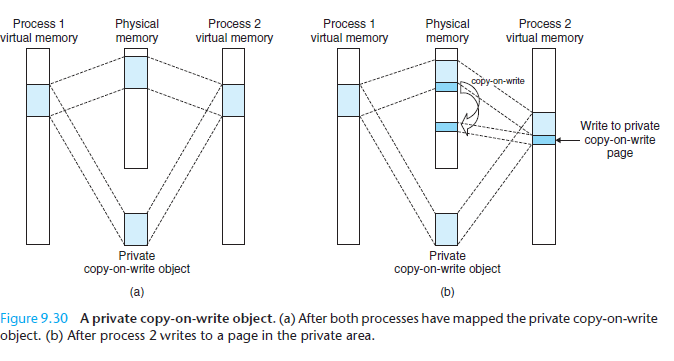 Process 1
virtual memory
Physical
memory
Process 2
virtual memory
Private
copy-on-write object
(a)
Process 1
virtual memory
Physical
memory
Process 2
virtual memory
copy-on-write
Write to private
copy-on-write
page
Private
copy-on-write object
(b)
Figure 9.30 A private copy-on-write object. (a) After both processes have mapped the private copy-on-write
object. (b) After process 2 writes to a page in the private area.